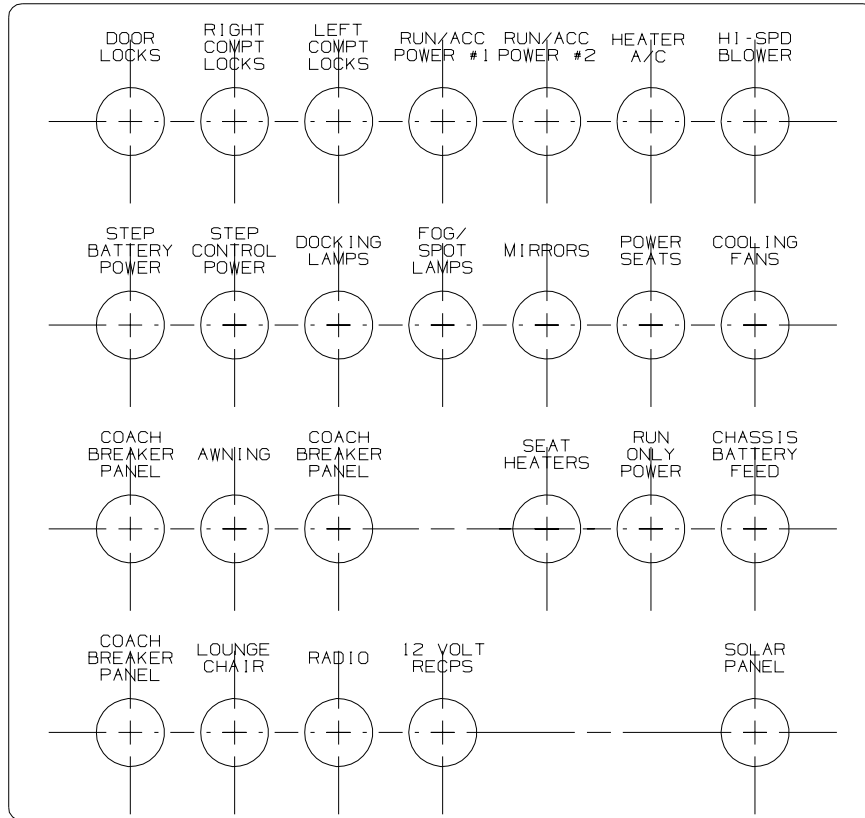 DOOR
LOCKS
RIGHT
COMPT
LOCKS
LEFT
COMPT
LOCKS
RUN/ACC
POWER #1
RUN/ACC
POWER #2
HEATER
A/C
HI-SPD
BLOWER
STEP
BATTERY
POWER
STEP
CONTROL
POWER
DOCKING
LAMPS
FOG/
SPOT
LAMPS
MIRRORS
POWER
SEATS
COOLING
FANS
COACH
BREAKER
PANEL
AWNING
COACH
BREAKER
PANEL
SEAT
HEATERS
RUN
ONLY
POWER
CHASSIS
BATTERY
FEED
COACH
BREAKER
PANEL
LOUNGE
CHAIR
RADIO
12 VOLT
RECPS
SOLAR
PANEL